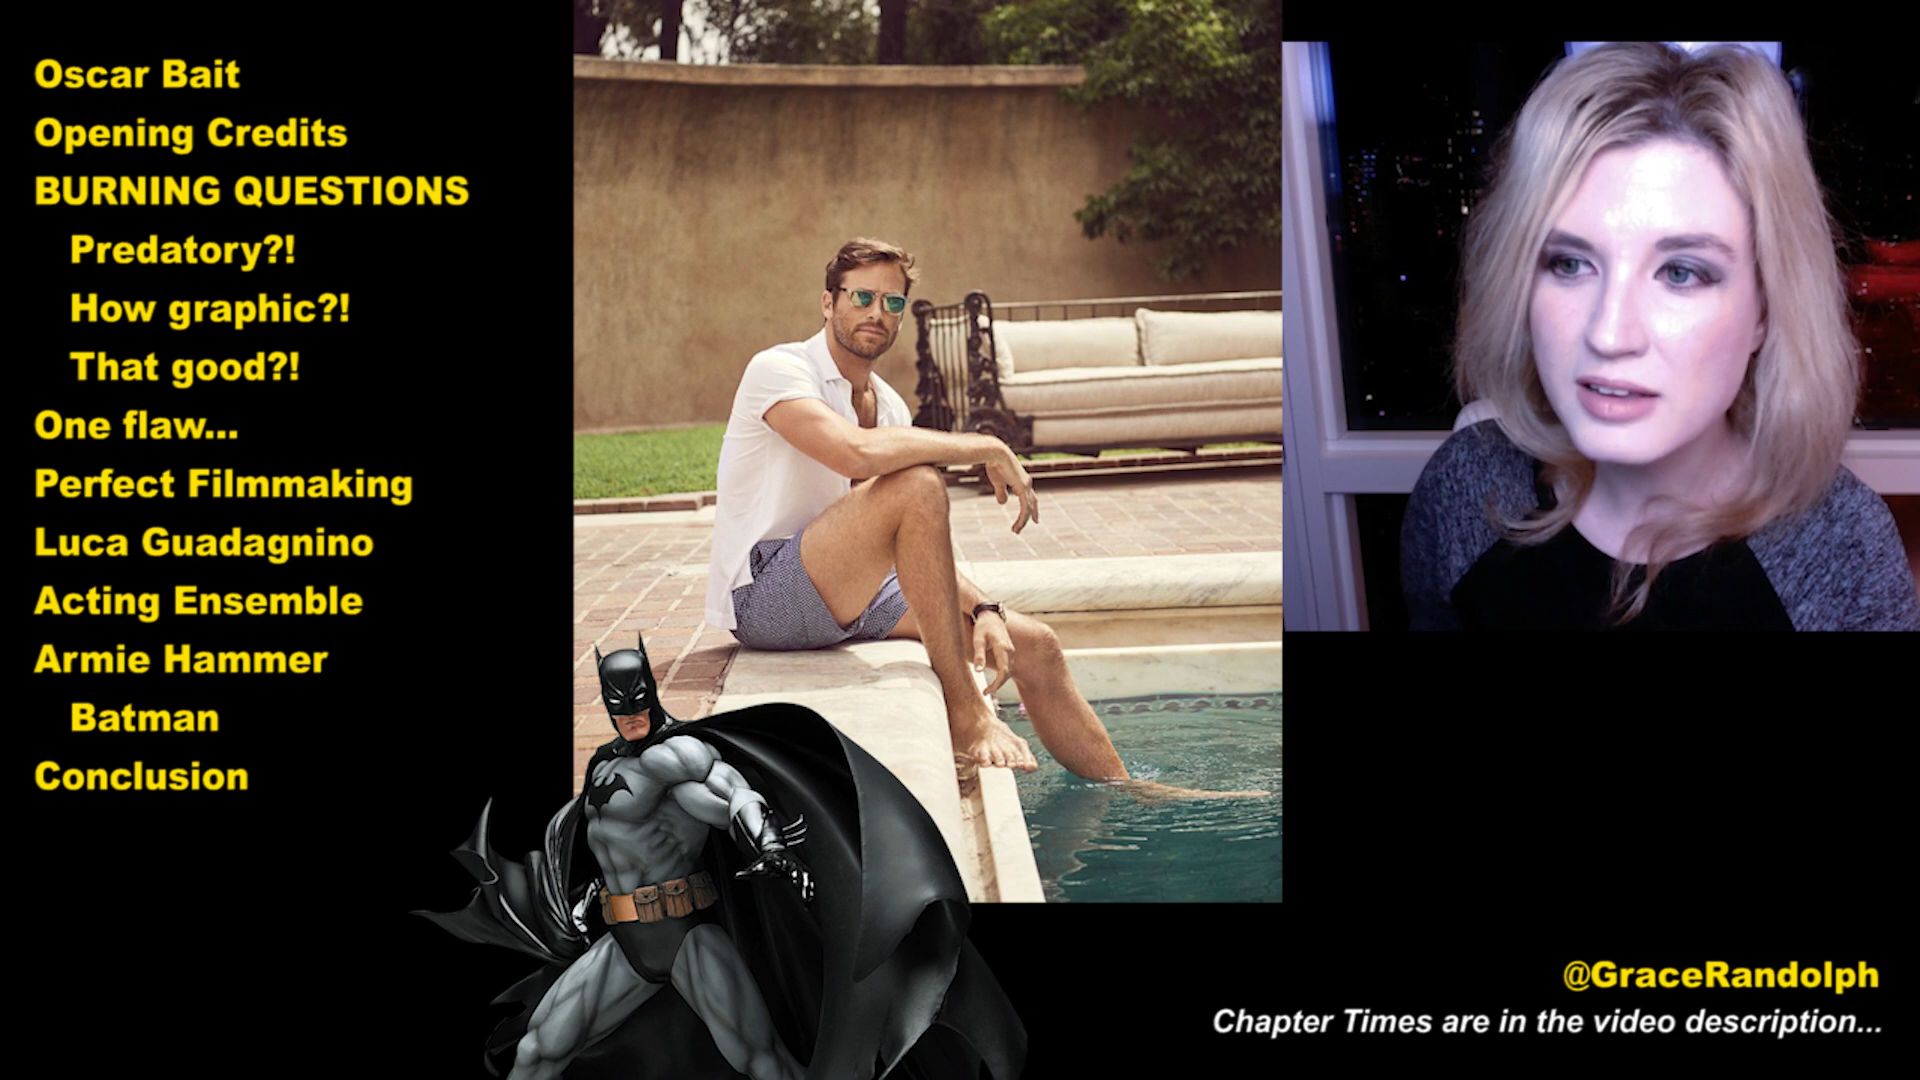 Oscar Bait
Opening Credits
BURNING QUESTIONS
Predatory?!
How graphic?!
That good?!
One flaw...
Perfect Filmmaking
Luca Guadagnino
Acting Ensemble
Armie Hammer
Batman
Conclusion
@GraceRandolph
Chapter Times are in the video description...